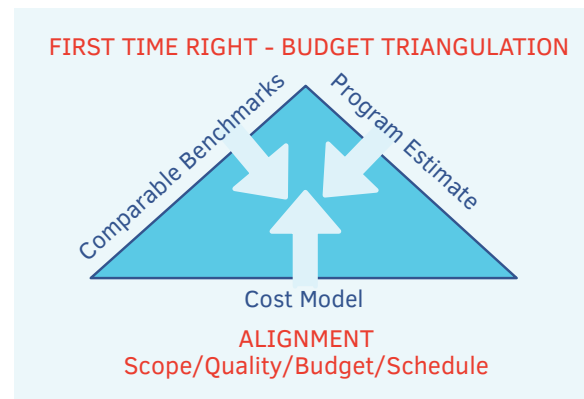 FIRST TIME RIGHT - BUDGET TRIANGULATION
Comparable Benchmarks
Program Estimate
Cost Model
ALIGNMENT
Scope/Quality/Budget/Schedule